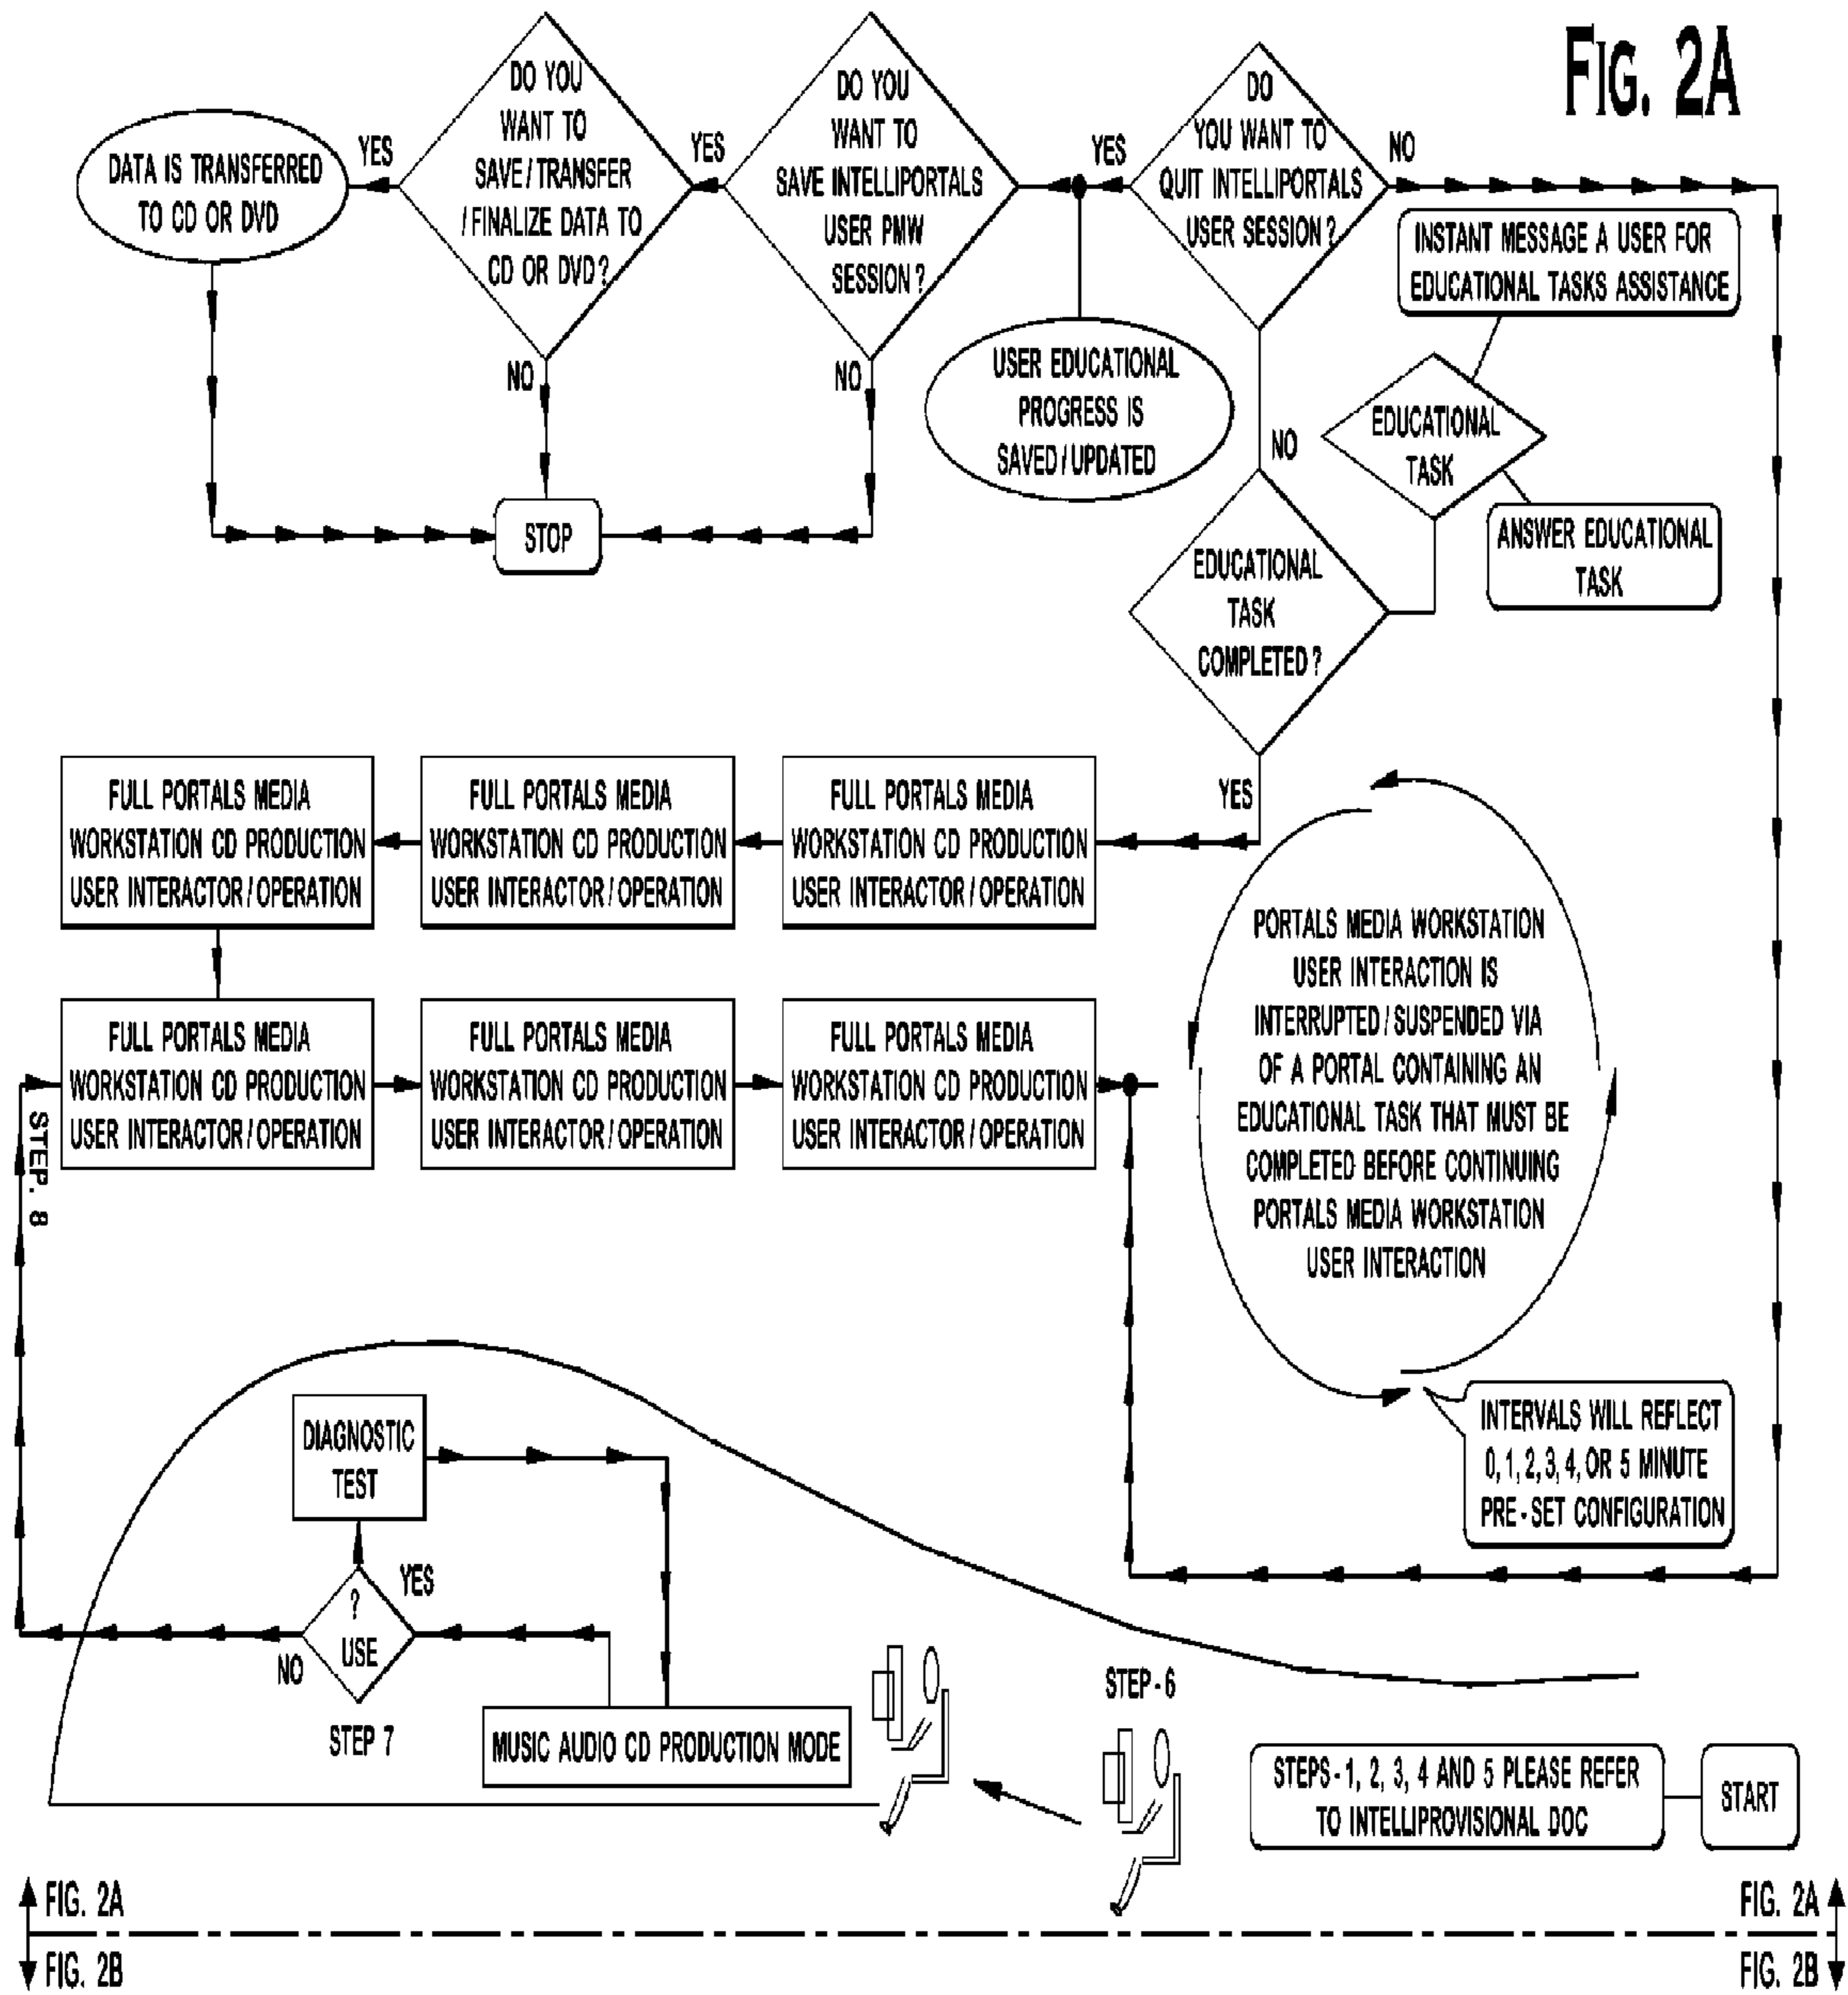 FIG. 2A
DATA IS TRANSFERRED
TO CD OR DVD
YES
DO YOU
WANT TO
SAVE/TRANSFER
/FINALIZE DATA TO
CD OR DVD?
NO
YES
DO YOU
WANT TO
SAVE INTELLIPORTALS
USER PMW
SESSION?
NO
YES
DO
YOU WANT TO
QUIT INTELLIPORTALS
USER SESSION?
NO
INSTANT MESSAGE A USER FOR
EDUCATIONAL TASKS ASSISTANCE
USER EDUCATIONAL
PROGRESS IS
SAVED/UPDATED
NO
EDUCATIONAL
TASK
STOP
ANSWER EDUCATIONAL
TASK
EDUCATIONAL
TASK
COMPLETED?
YES
FULL PORTALS MEDIA
WORKSTATION CD PRODUCTION
USER INTERACTOR/OPERATION
FULL PORTALS MEDIA
WORKSTATION CD PRODUCTION
USER INTERACTOR/OPERATION
FULL PORTALS MEDIA
WORKSTATION CD PRODUCTION
USER INTERACTOR/OPERATION
FULL PORTALS MEDIA
WORKSTATION CD PRODUCTION
USER INTERACTOR/OPERATION
FULL PORTALS MEDIA
WORKSTATION CD PRODUCTION
USER INTERACTOR/OPERATION
FULL PORTALS MEDIA
WORKSTATION CD PRODUCTION
USER INTERACTOR/OPERATION
PORTALS MEDIA WORKSTATION
USER INTERACTION IS
INTERRUPTED/SUSPENDED VIA
OF A PORTAL CONTAINING AN
EDUCATIONAL TASK THAT MUST BE
COMPLETED BEFORE CONTINUING
PORTALS MEDIA WORKSTATION
USER INTERACTION
STEP. 8
INTERVALS WILL REFLECT
0, 1, 2, 3, 4, OR 5 MINUTE
PRE-SET CONFIGURATION
DIAGNOSTIC
TEST
YES
?
USE
NO
STEP 7
MUSIC AUDIO CD PRODUCTION MODE
STEP-6
STEPS-1, 2, 3, 4 AND 5 PLEASE REFER
TO INTELLIPROVISIONAL DOC
START
FIG. 2A
FIG. 2A
FIG. 2B
FIG. 2B